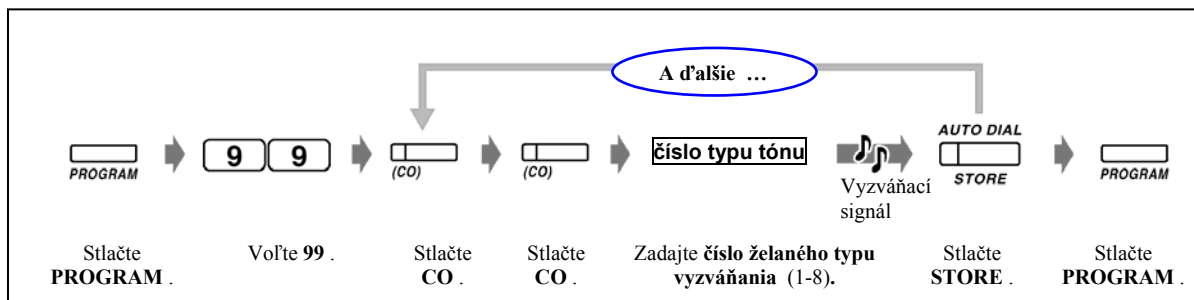 A ďalšie …
PROGRAM
9 9
(CO)
(CO)
číslo typu tónu
Vyzváňací
signál
AUTO DIAL
STORE
PROGRAM
Stlačte
PROGRAM .
Voľte 99 .
Stlačte
CO .
Stlačte
CO .
Zadajte číslo želaného typu
vyzváňania (1-8).
Stlačte
STORE .
Stlačte
PROGRAM .